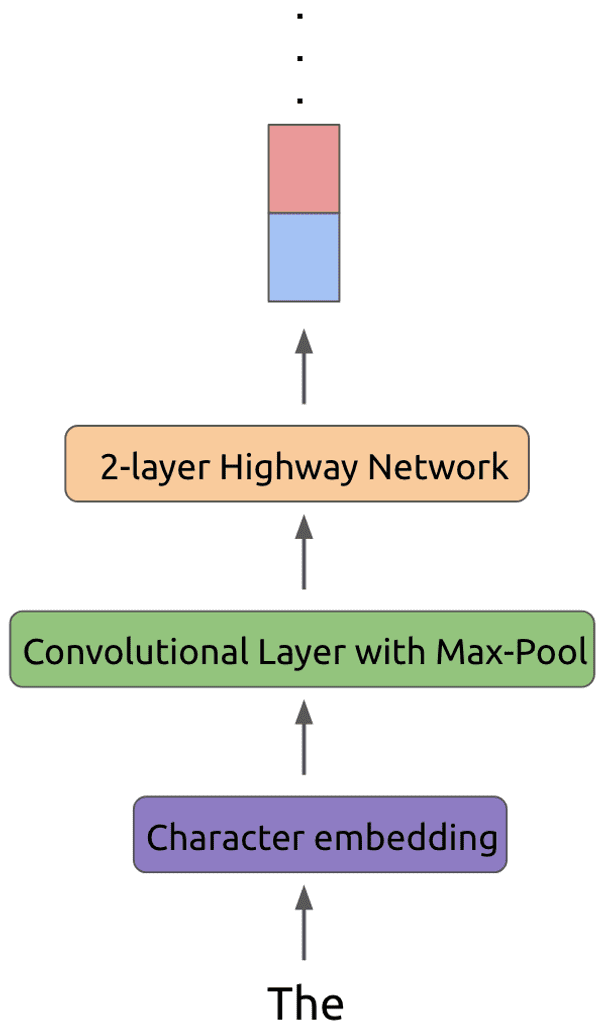 .
.
.
2-layer Highway Network
Convolutional Layer with Max-Pool
Character embedding
The